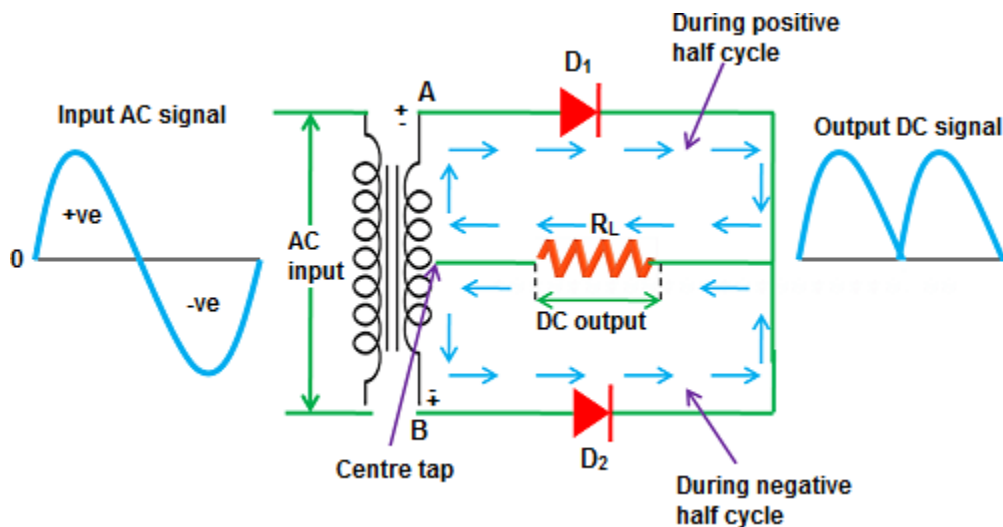 During positive
half cycle
D1
A
Input AC signal
Output DC signal
+
-
+ve
RL
0
AC
input
-ve
DC output
-
+
B
D2
Centre tap
During negative
half cycle